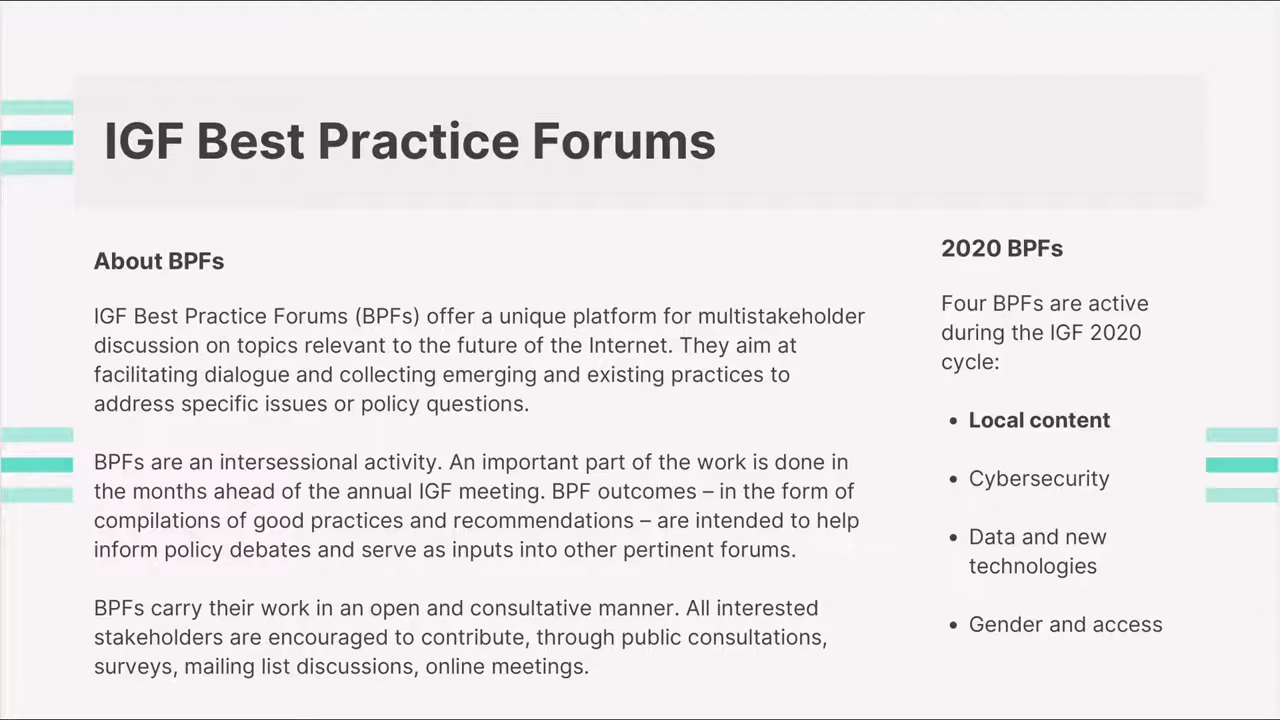 IGF Best Practice Forums
About BPFs
IGF Best Practice Forums (BPFs) offer a unique platform for multistakeholder
discussion on topics relevant to the future of the Internet. They aim at
facilitating dialogue and collecting emerging and existing practices to
address specific issues or policy questions.
BPFs are an intersessional activity. An important part of the work is done in
the months ahead of the annual IGF meeting. BPF outcomes – in the form of
compilations of good practices and recommendations – are intended to help
inform policy debates and serve as inputs into other pertinent forums.
BPFs carry their work in an open and consultative manner. All interested
stakeholders are encouraged to contribute, through public consultations,
surveys, mailing list discussions, online meetings.
2020 BPFs
Four BPFs are active
during the IGF 2020
cycle:
• Local content
• Cybersecurity
• Data and new
technologies
• Gender and access